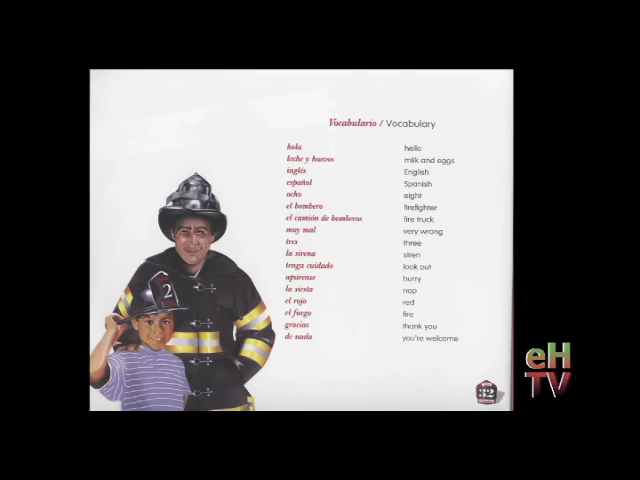 Vocabulario / Vocabulary
hola hello
leche y huevos milk and eggs
inglés English
español Spanish
ocho eight
el bombero firefighter
el camión de bomberos fire truck
muy mal very wrong
tres three
la sirena siren
tenga cuidado look out
apúrense hurry
la siesta nap
el rojo red
el fuego fire
gracias thank you
de nada you're welcome
2
32
eH
TV